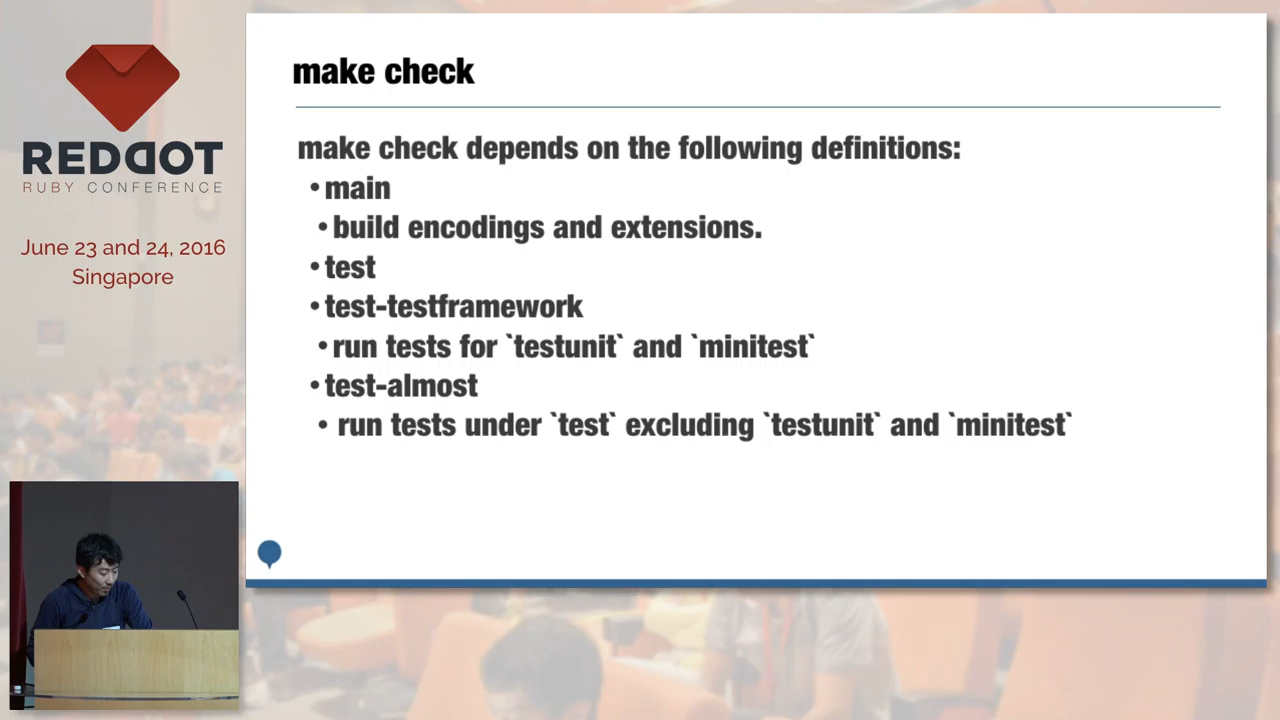 REDDOT
RUBY CONFERENCE
June 23 and 24, 2016
Singapore
make check
make check depends on the following definitions:
•main
•build encodings and extensions.
•test
•test-testframework
•run tests for `testunit` and `minitest`
•test-almost
• run tests under `test` excluding `testunit` and `minitest`